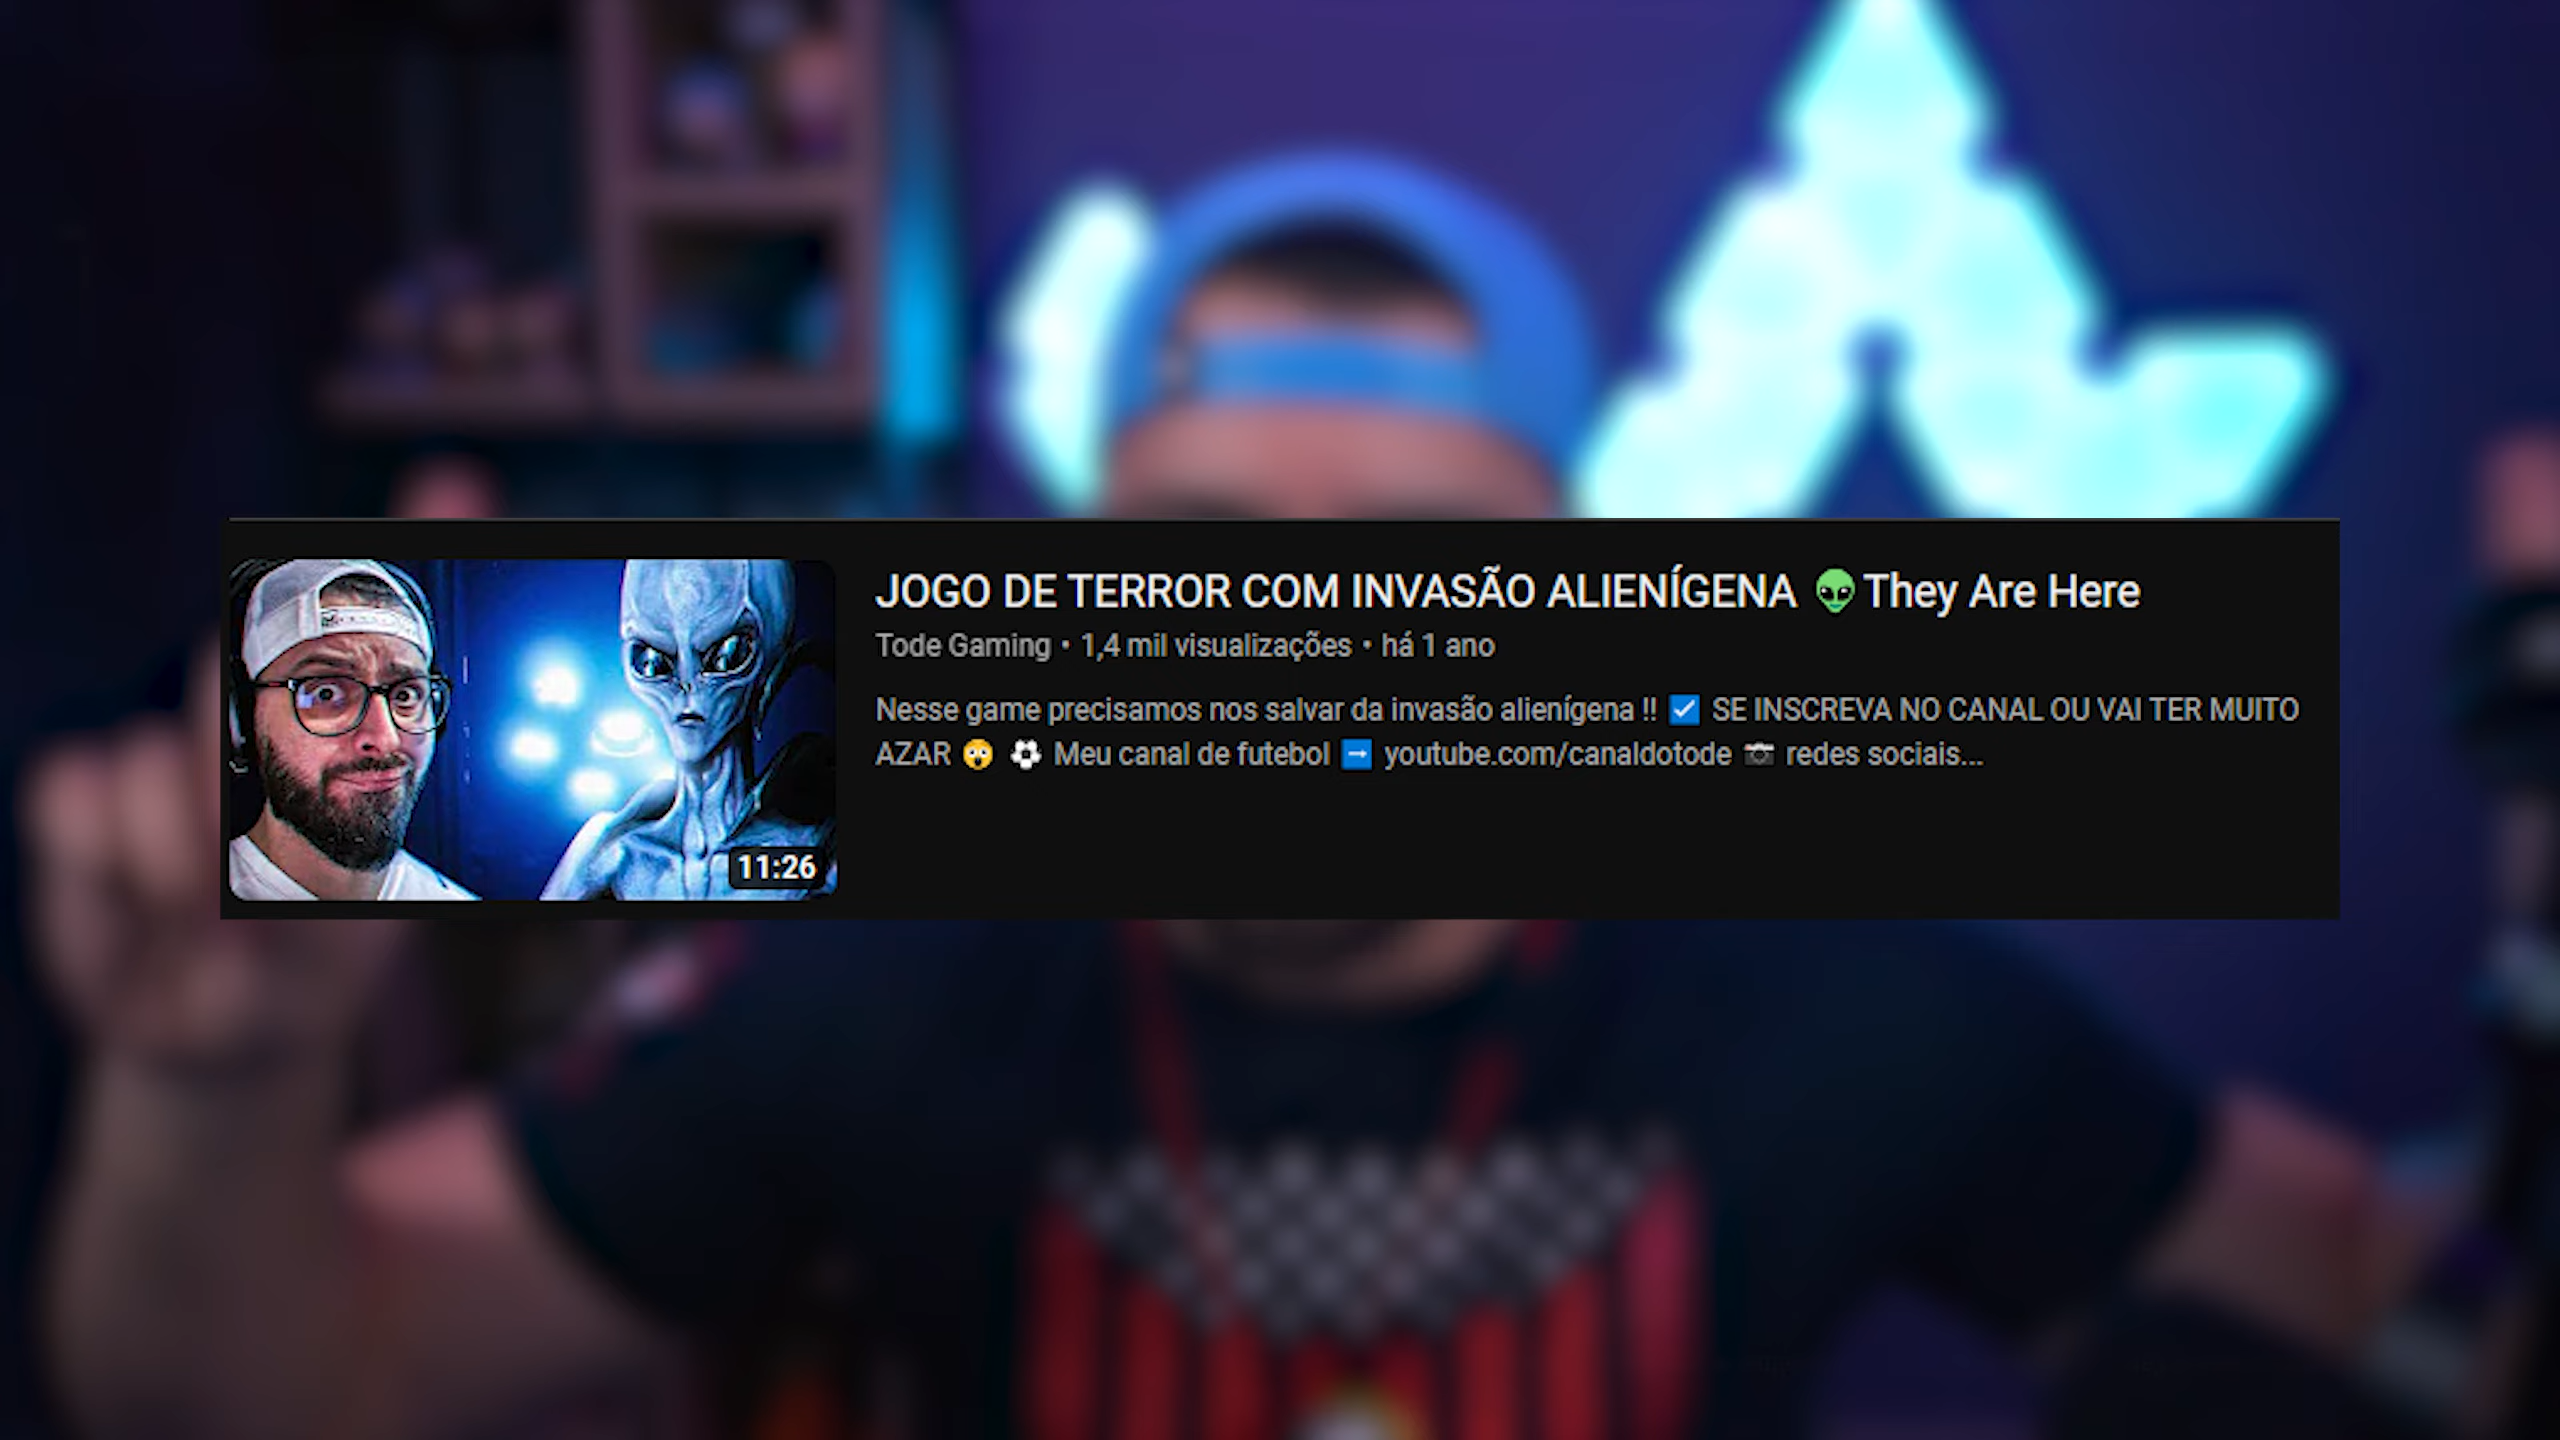 JOGO DE TERROR COM INVASÃO ALIENÍGENA 👽They Are Here
Tode Gaming • 1,4 mil visualizações • há 1 ano
Nesse game precisamos nos salvar da invasão alienígena !! ☑️ SE INSCREVA NO CANAL OU VAI TER MUITO
AZAR 😱 ⚽ Meu canal de futebol ➡️ youtube.com/canaldotode 📷 redes sociais...
11:26